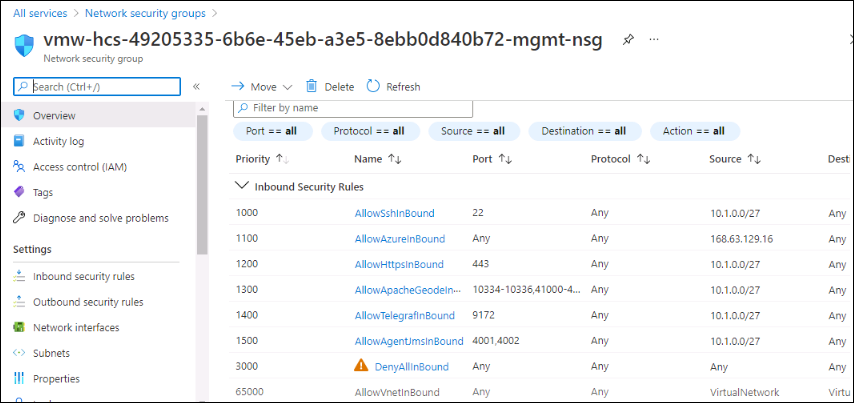 All services > Network security groups >
vmw-hcs-49205335-6b6e-45eb-a3e5-8ebb0d840b72-mgmt-nsg
Network security group
Search (Ctrl+/)
Move Delete Refresh
Filter by name
Overview
Activity log
Access control (IAM)
Tags
Diagnose and solve problems
Settings
Inbound security rules
Outbound security rules
Network interfaces
Subnets
Properties
Port == all Protocol == all Source == all Destination == all Action == all
Priority Name Port Protocol Source Desti
Inbound Security Rules
1000 AllowSshInBound 22 Any 10.1.0.0/27 Any
1100 AllowAzureInBound Any Any 168.63.129.16 Any
1200 AllowHttpsInBound 443 Any 10.1.0.0/27 Any
1300 AllowApacheGeodeIn... 10334-10336,41000-4... Any 10.1.0.0/27 Any
1400 AllowTelegrafInBound 9172 Any 10.1.0.0/27 Any
1500 AllowAgentJmsInBound 4001,4002 Any 10.1.0.0/27 Any
3000 DenyAllInBound Any Any Any Any
65000 AllowVnetInBound Any Any VirtualNetwork Virtu